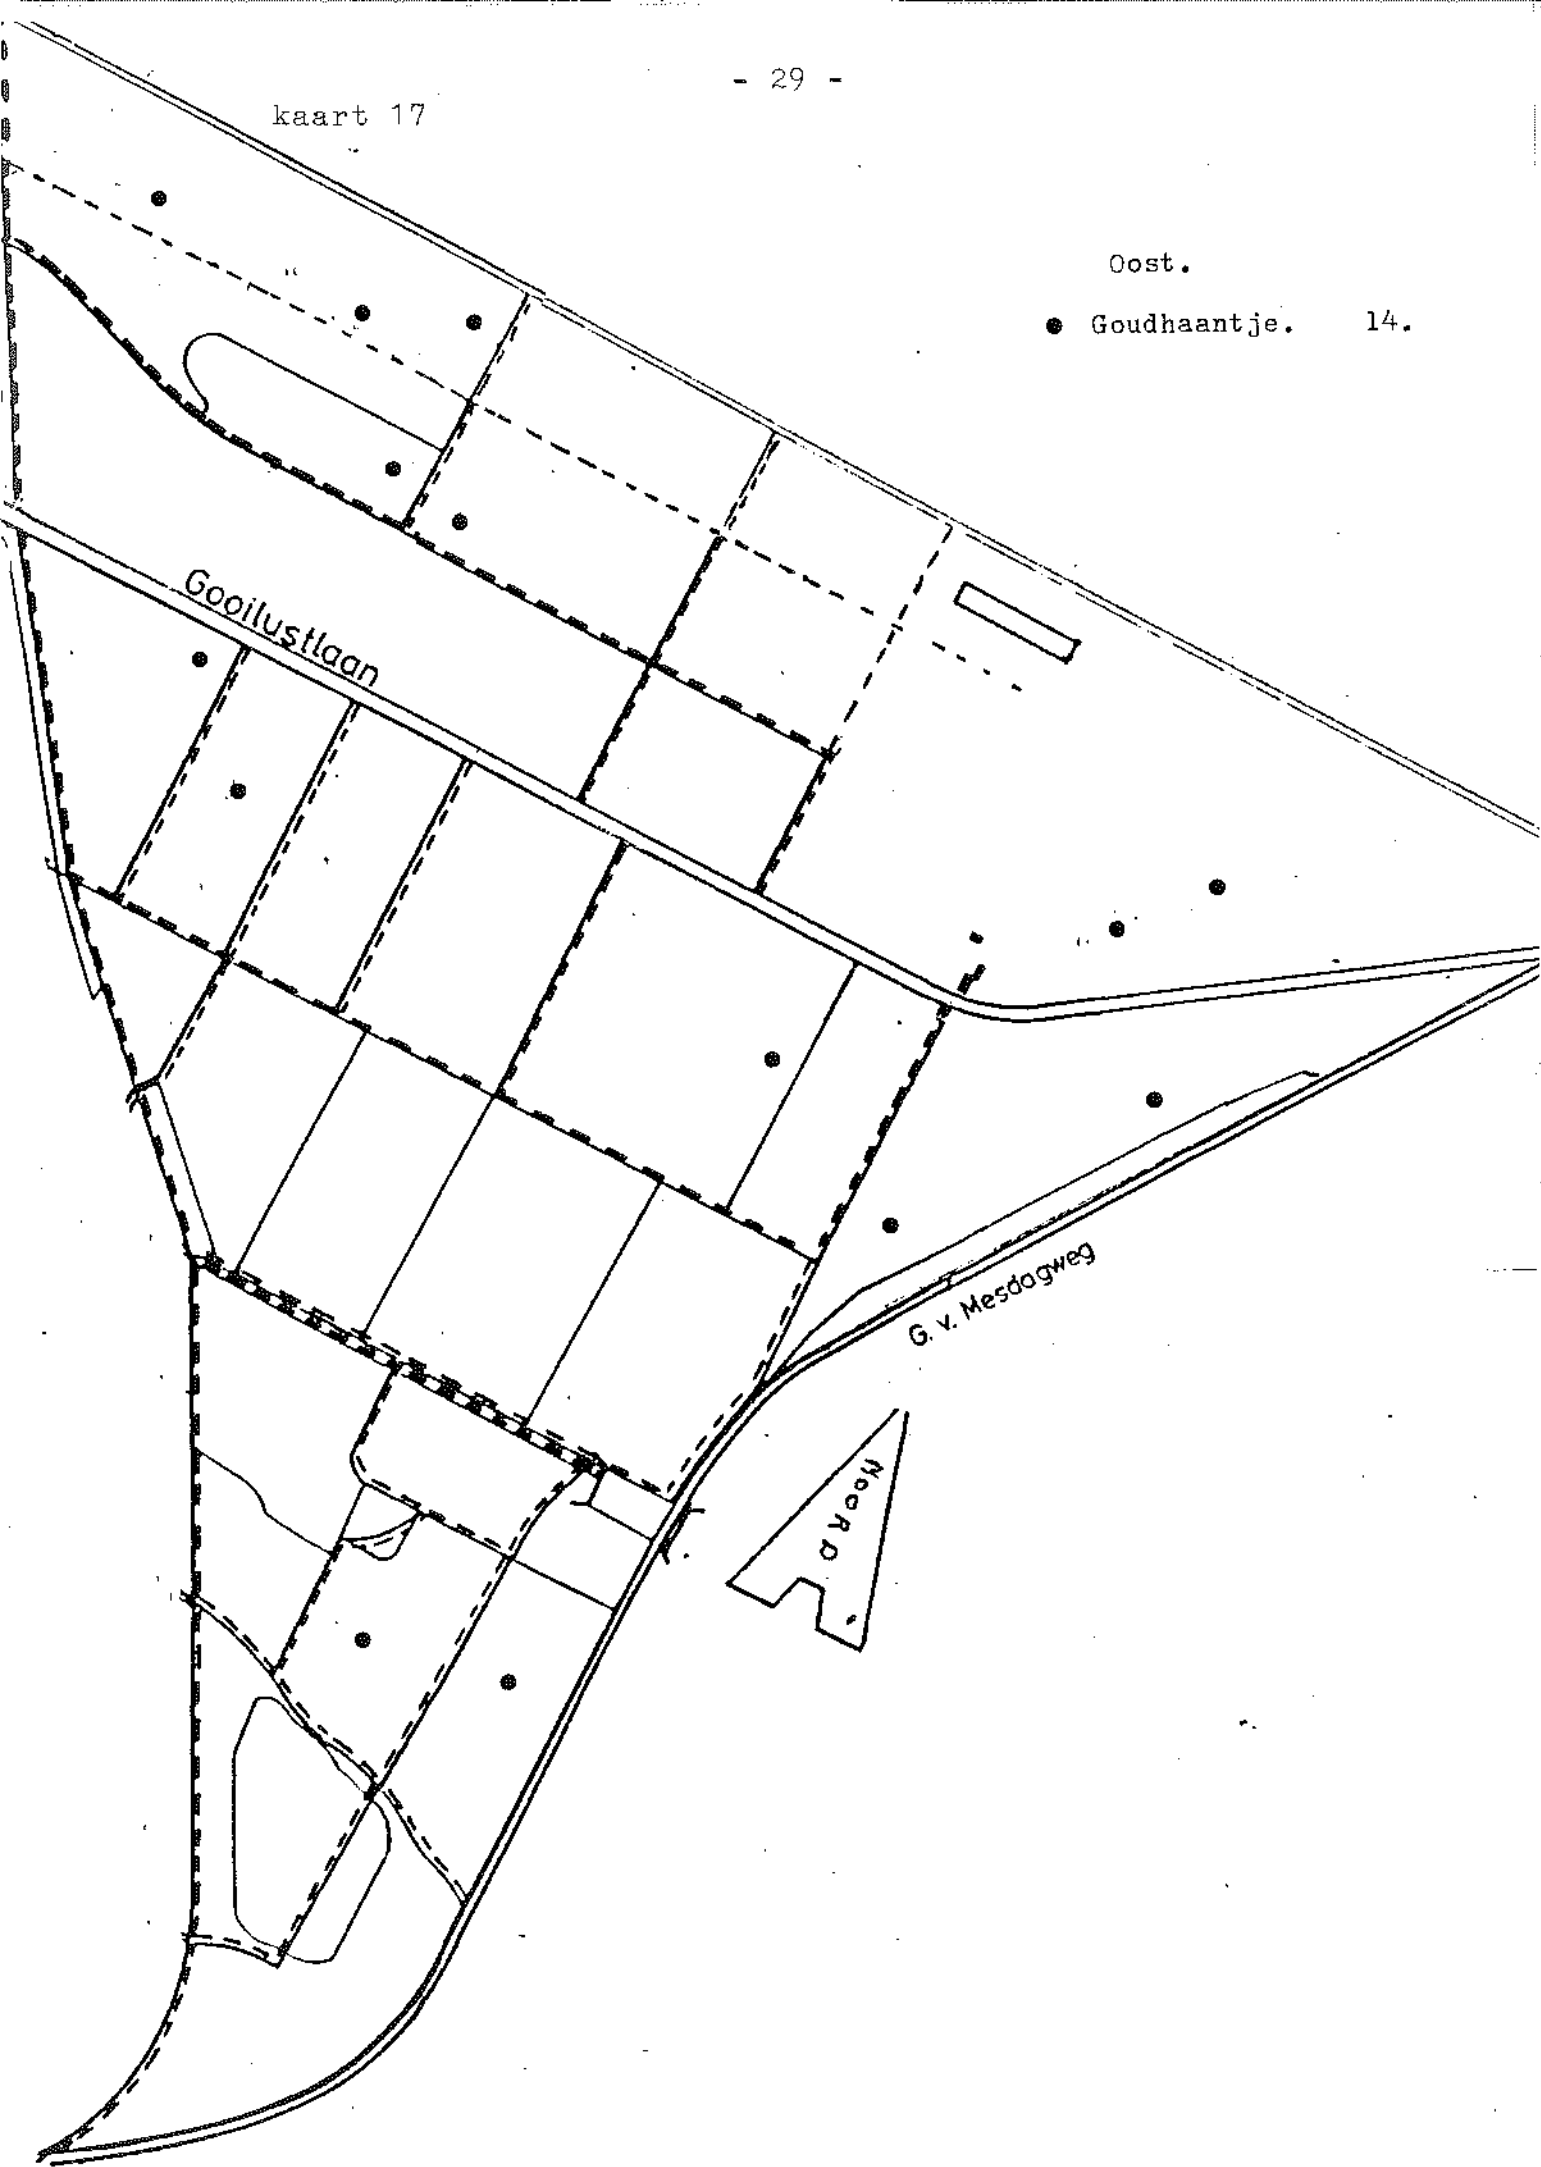 - 29 -
kaart 17
Oost.
● Goudhaantje. 14.
Gooilustlaan
G. v. Mesdagweg
NOORD